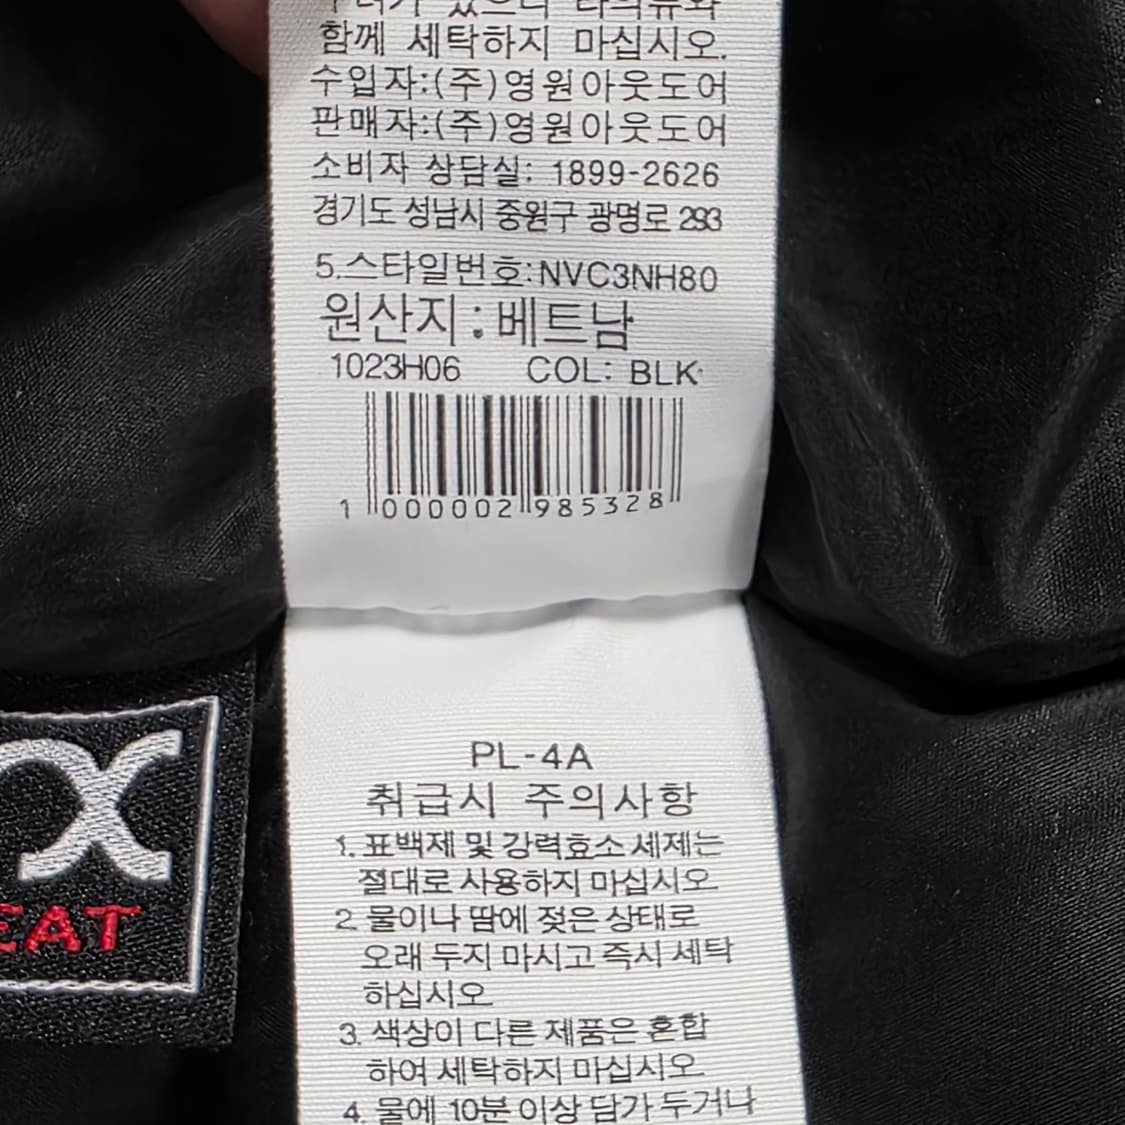 함께 세탁하지 마십시오.
수입자:(주)영원아웃도어
판매자:(주)영원아웃도어
소비자 상담실: 1899-2626
경기도 성남시 중원구 광명로 293
5.스타일번호:NVC3NH80
원산지:베트남
1023H06 COL: BLK
1 000002 985328
PL-4A
취급시 주의사항
1. 표백제 및 강력효소 세제는
절대로 사용하지 마십시오
2. 물이나 땀에 젖은 상태로
오래 두지 마시고 즉시 세탁
하십시오
3. 색상이 다른 제품은 혼합
하여 세탁하지 마십시오
4. 물에 10분 이상 담가 두거나
EAT